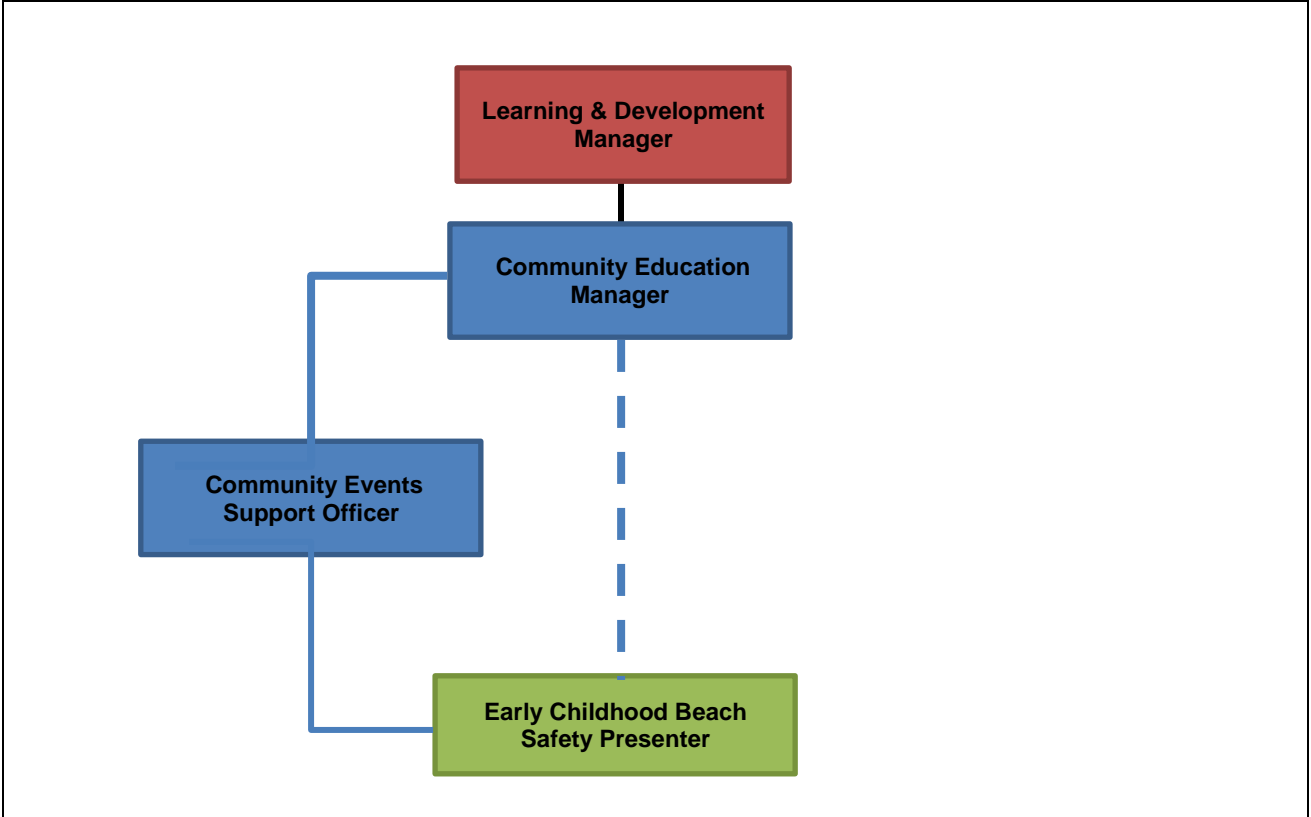 Learning & Development
Manager
Community Education
Manager
Community Events
Support Officer
Early Childhood Beach
Safety Presenter